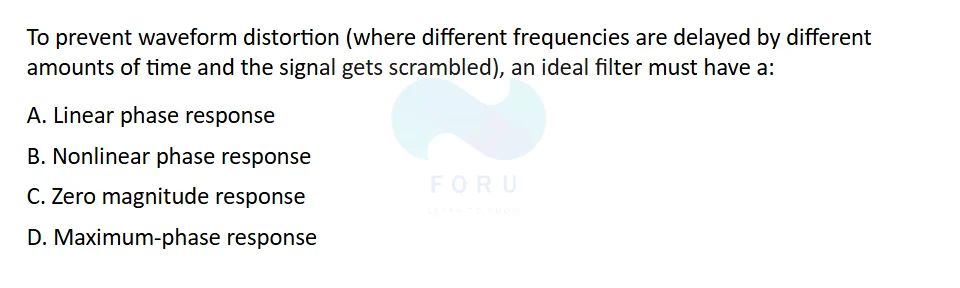 To prevent waveform distortion (where different frequencies are delayed by different
amounts of time and the signal gets scrambled), an ideal filter must have a:
A. Linear phase response
B. Nonlinear phase response
C. Zero magnitude response
D. Maximum-phase response
FORU